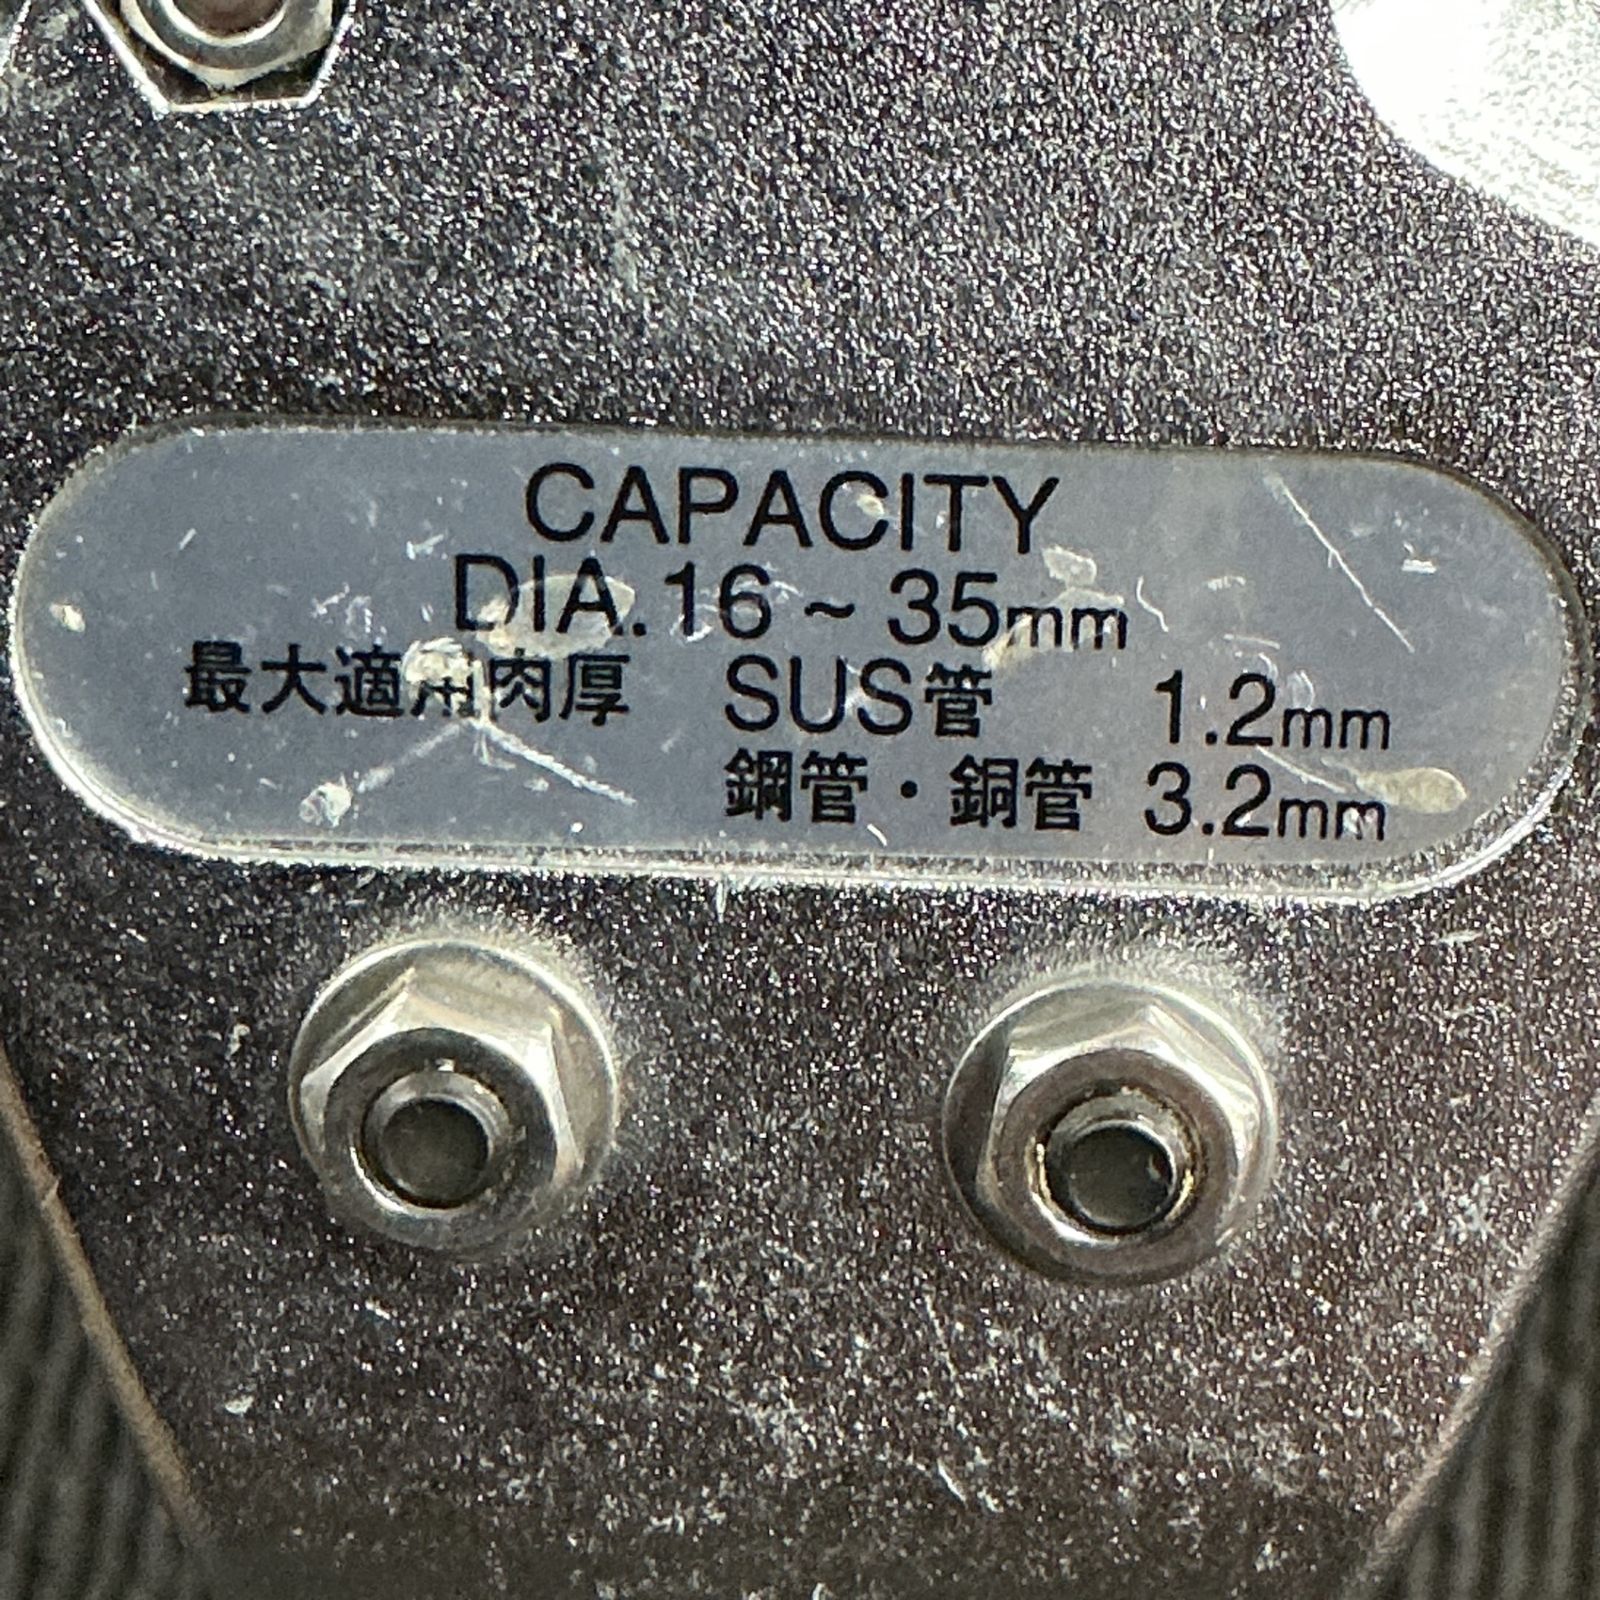 CAPACITY
DIA.16 ~ 35mm
最大適用肉厚 SUS管 1.2mm
鋼管・銅管 3.2mm